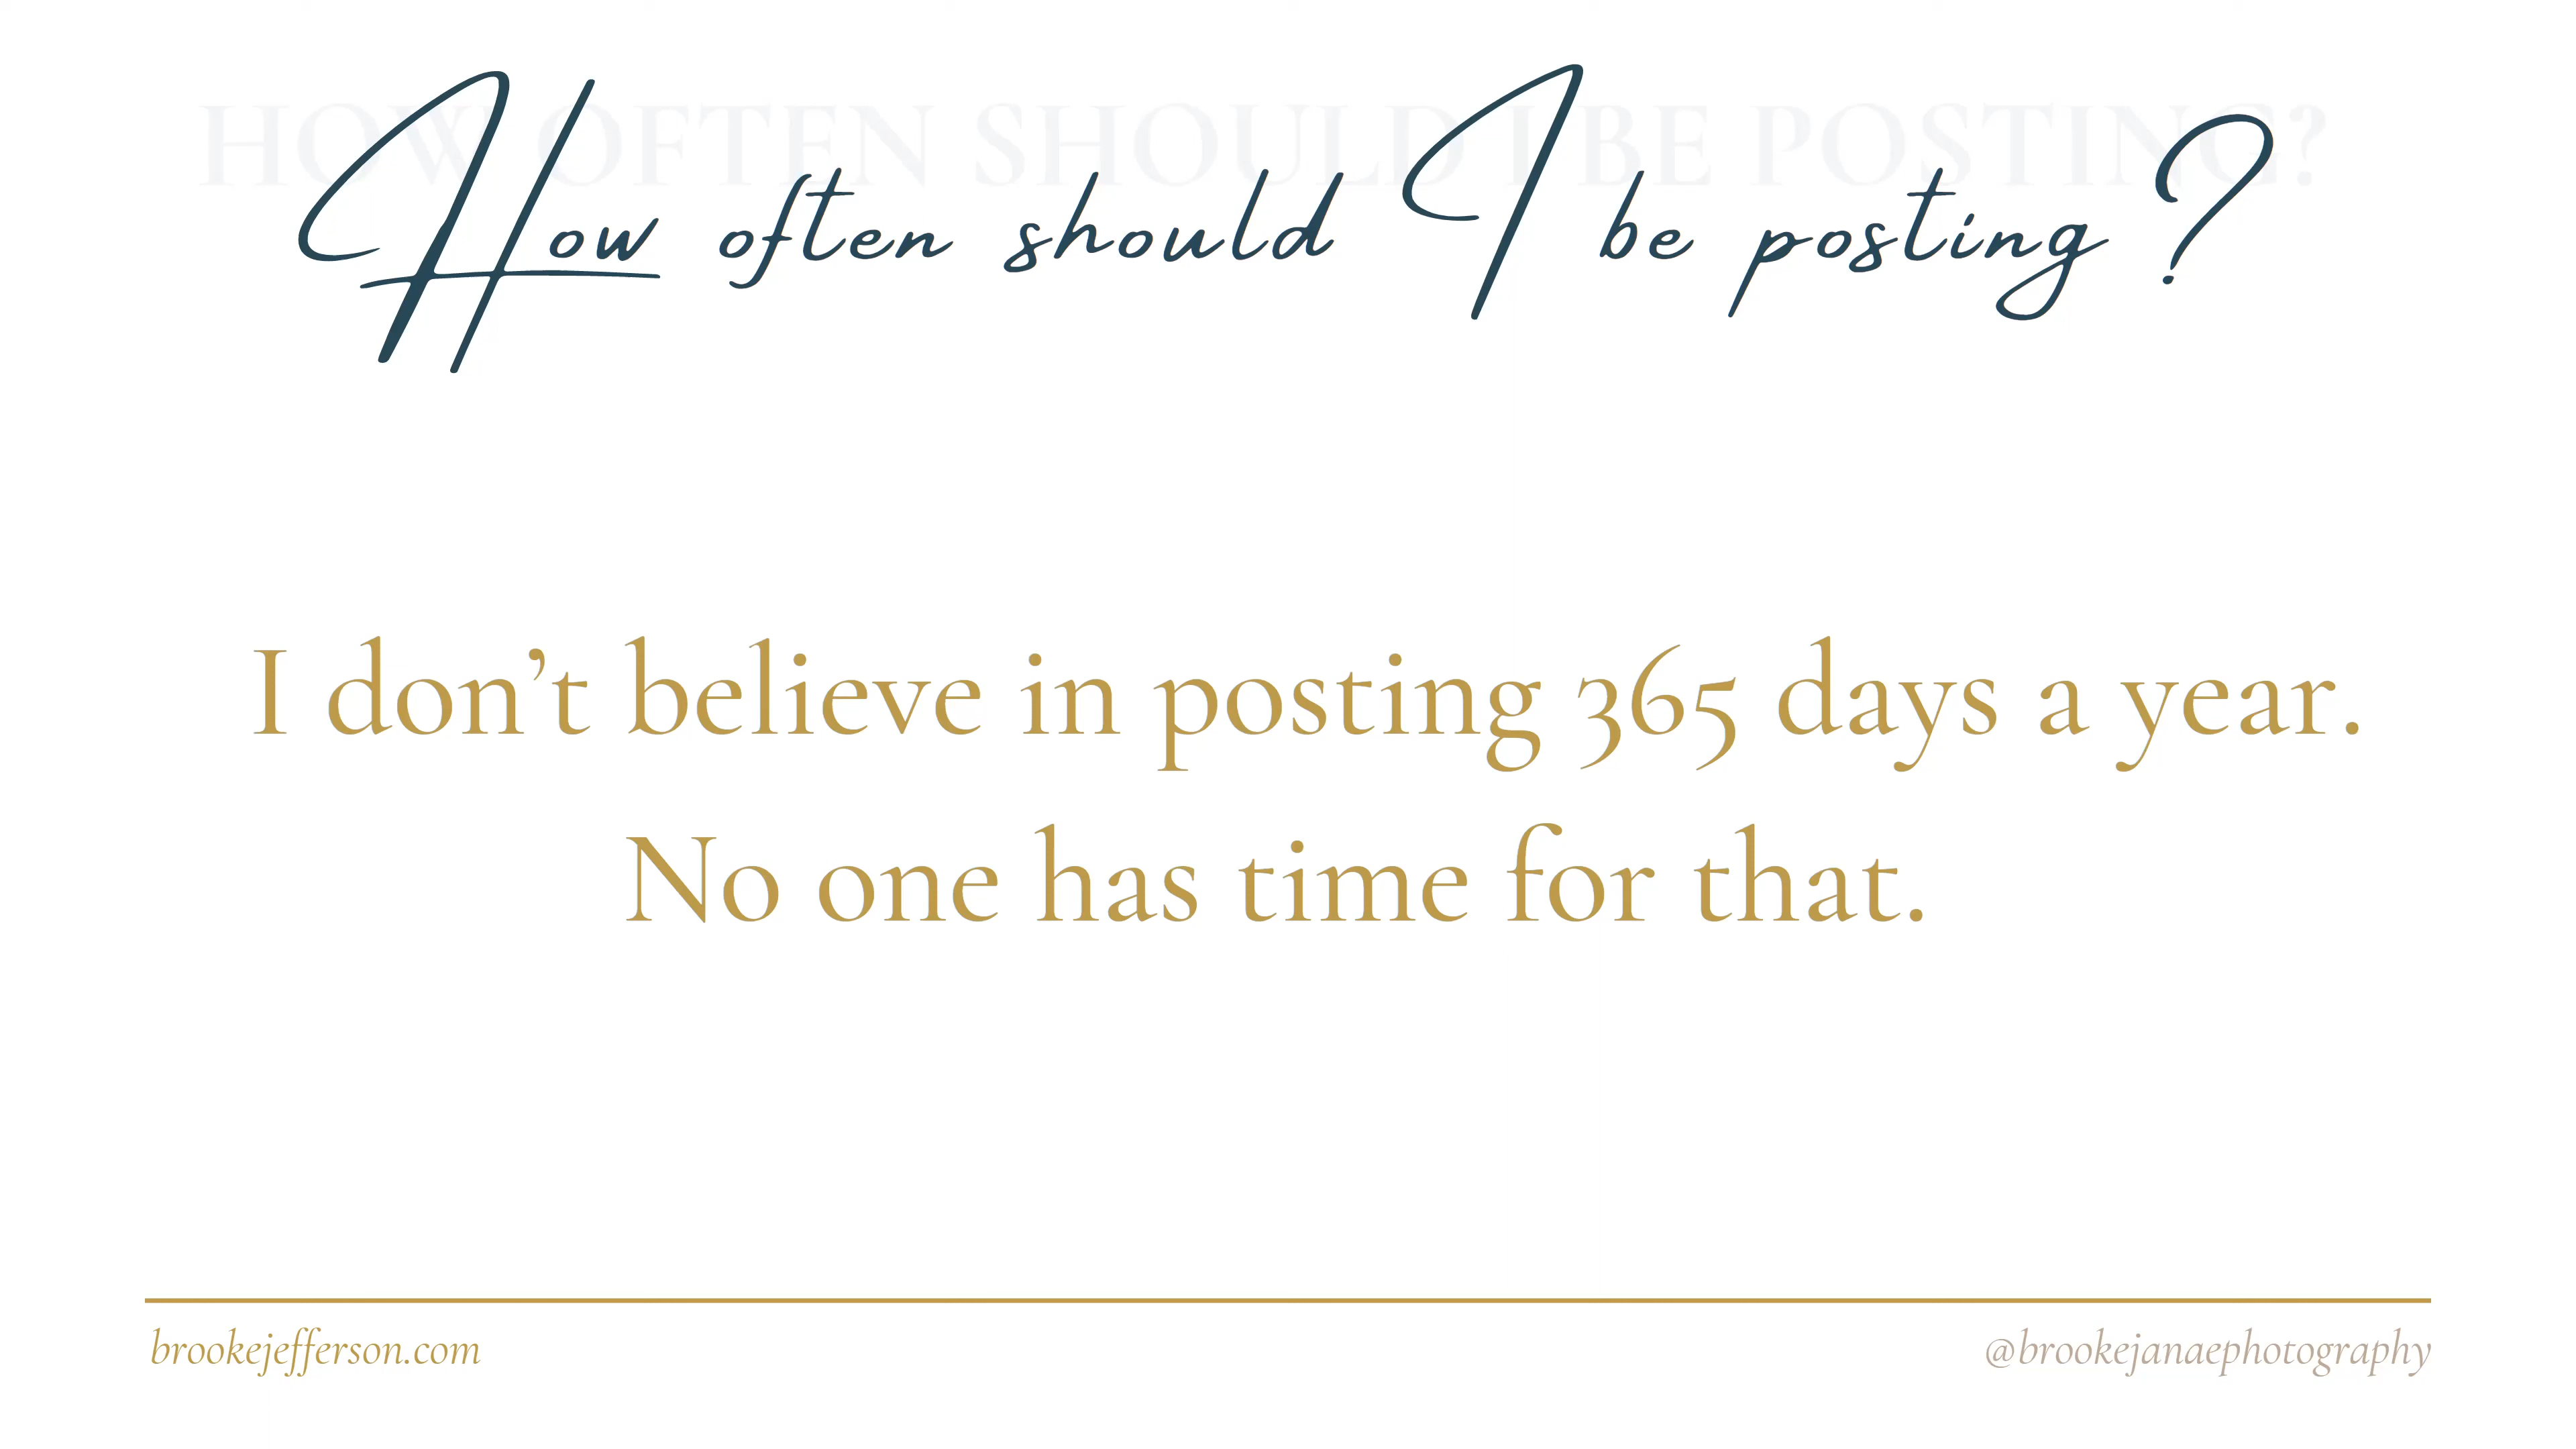 HOW OFTEN SHOULD I BE POSTING?
How often should I be posting?
I don’t believe in posting 365 days a year.
No one has time for that.
brookejefferson.com
@brookejanaephotography